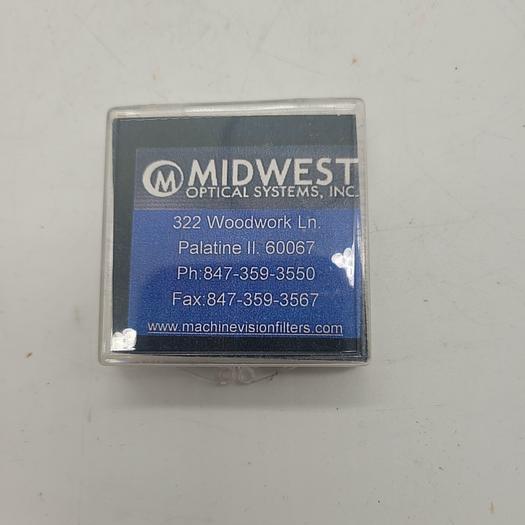 M MIDWEST
OPTICAL SYSTEMS, INC.
322 Woodwork Ln.
Palatine Il. 60067
Ph:847-359-3550
Fax:847-359-3567
www.machinevisionfilters.com